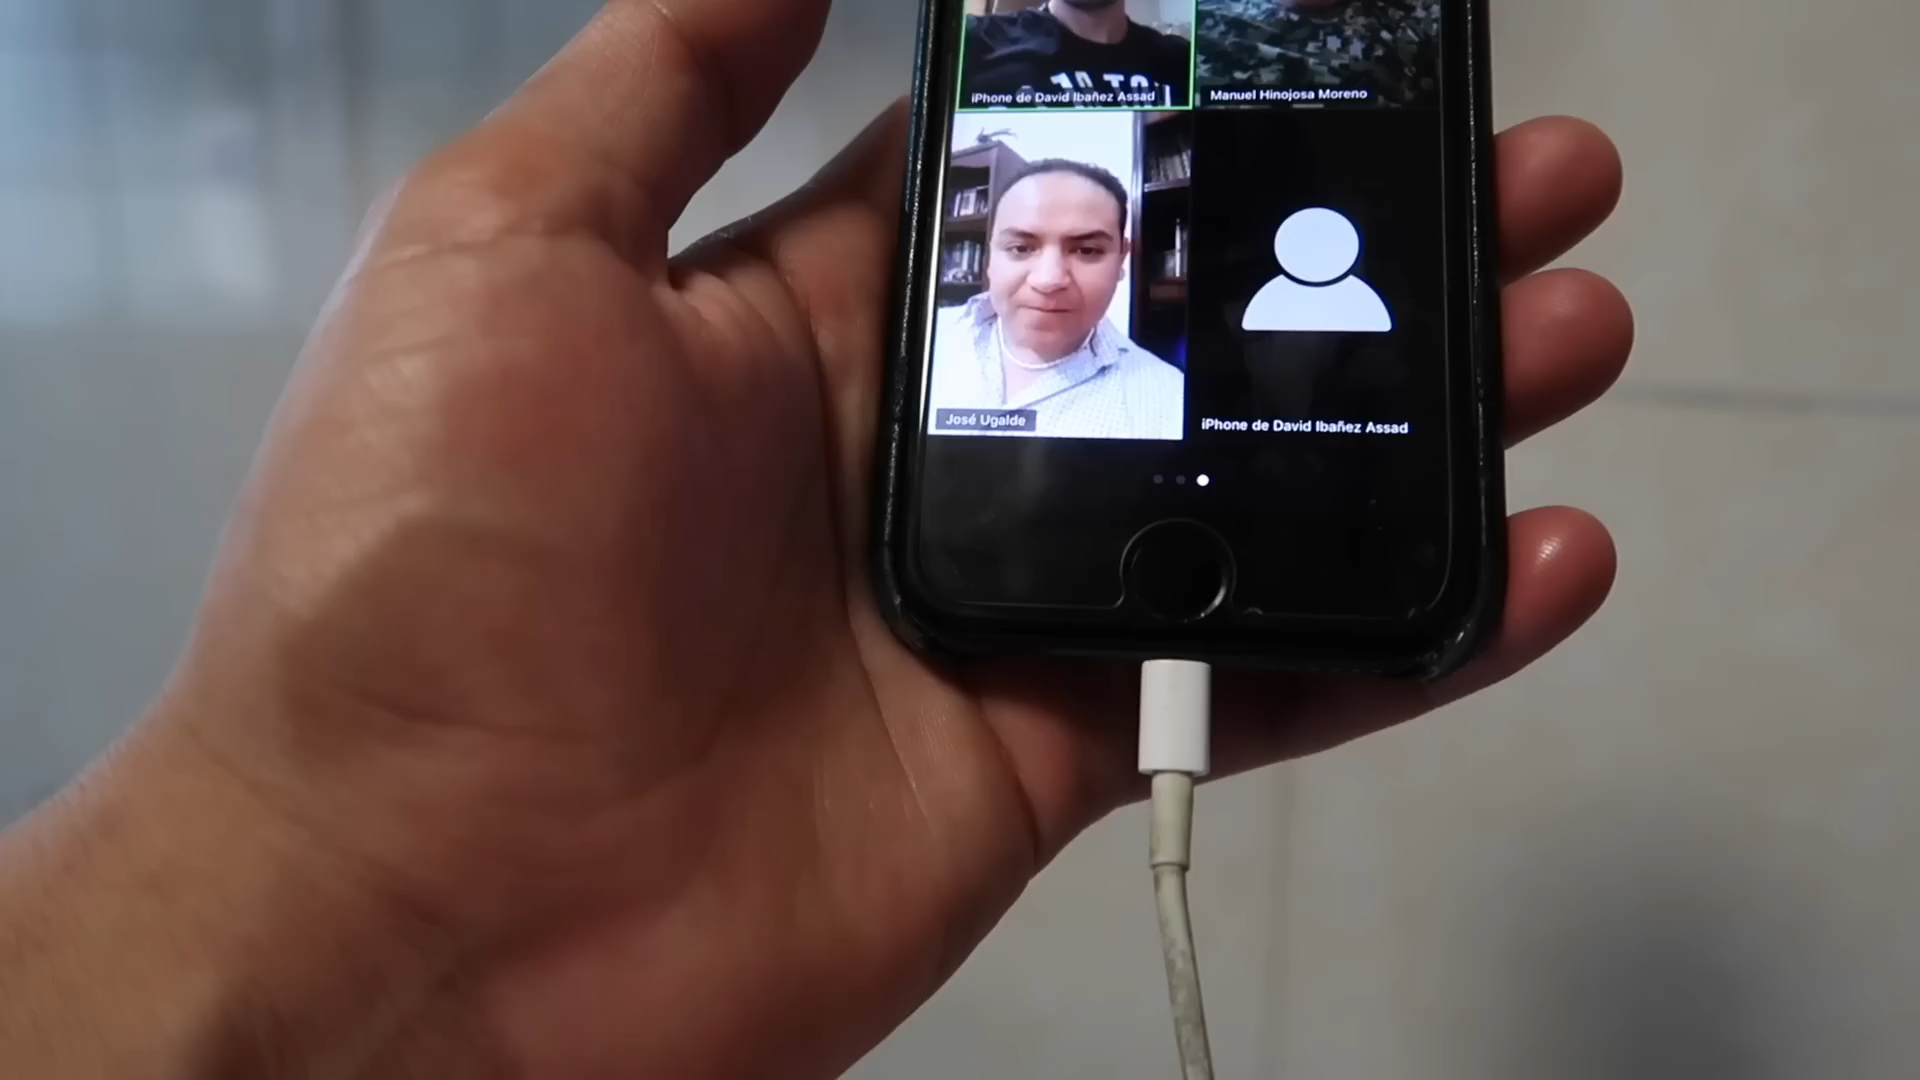 iPhone de David Ibañez Assad
Manuel Hinojosa Moreno
José Ugalde
iPhone de David Ibañez Assad